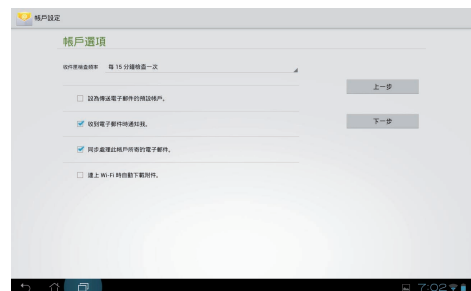 帳戶設定
帳戶選項
收件匣檢查頻率 每 15 分鐘檢查一次
上一步
設為傳送電子郵件的預設帳戶。
收到電子郵件時通知我。
下一步
同步處理此帳戶所寄的電子郵件。
連上 Wi-Fi 時自動下載附件。
7:02